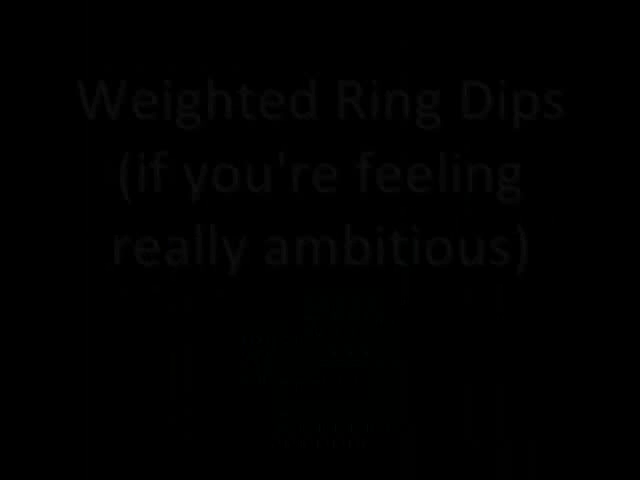 Weighted Ring Dips
(if you're feeling
really ambitious)